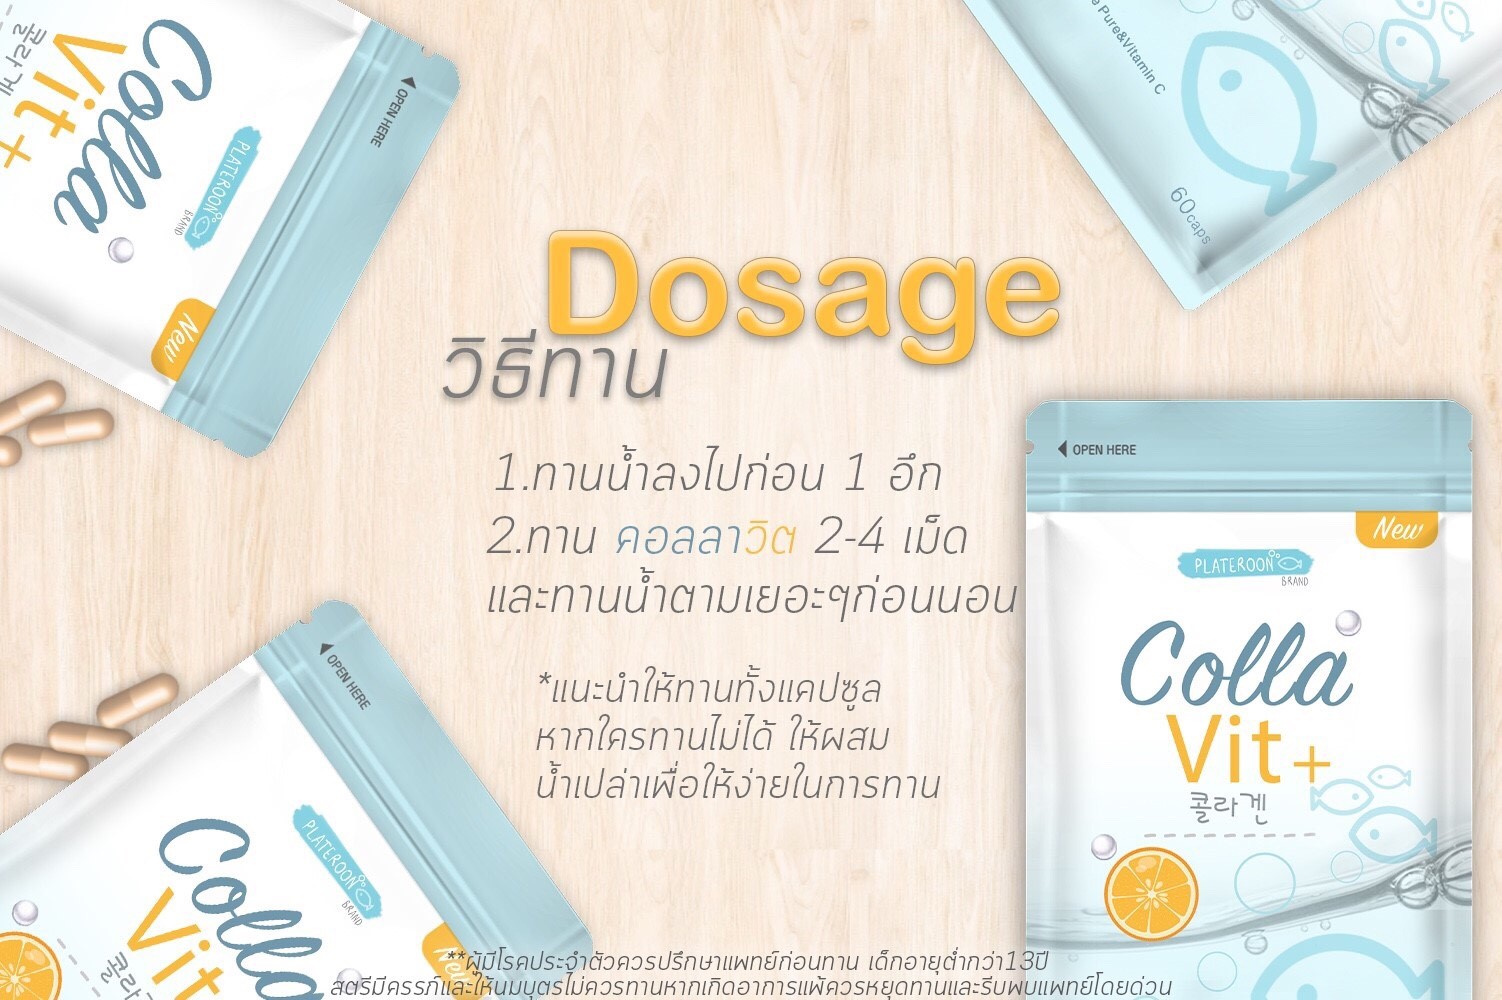 Colla
Vit+
콜라겐
PLATEROON
BRAND
New
OPEN HERE
Pure&Vitamin C
60caps
Dosage
วิธีทาน
1.ทานน้ำลงไปก่อน 1 อึก
2.ทาน คอลลาวิต 2-4 เม็ด
และทานน้ำตามเยอะๆก่อนนอน
*แนะนำให้ทานทั้งแคปซูล
หากใครทานไม่ได้ ให้ผสม
น้ำเปล่าเพื่อให้ง่ายในการทาน
OPEN HERE
New
PLATEROON
BRAND
Colla
Vit+
콜라겐
OPEN HERE
PLATEROON
BRAND
Colla
Vit
콜라겐
New
**ผู้มีโรคประจำตัวควรปรึกษาแพทย์ก่อนทาน เด็กอายุต่ำกว่า13ปี
สตรีมีครรภ์และให้นมบุตรไม่ควรทานหากเกิดอาการแพ้ควรหยุดทานและรีบพบแพทย์โดยด่วน